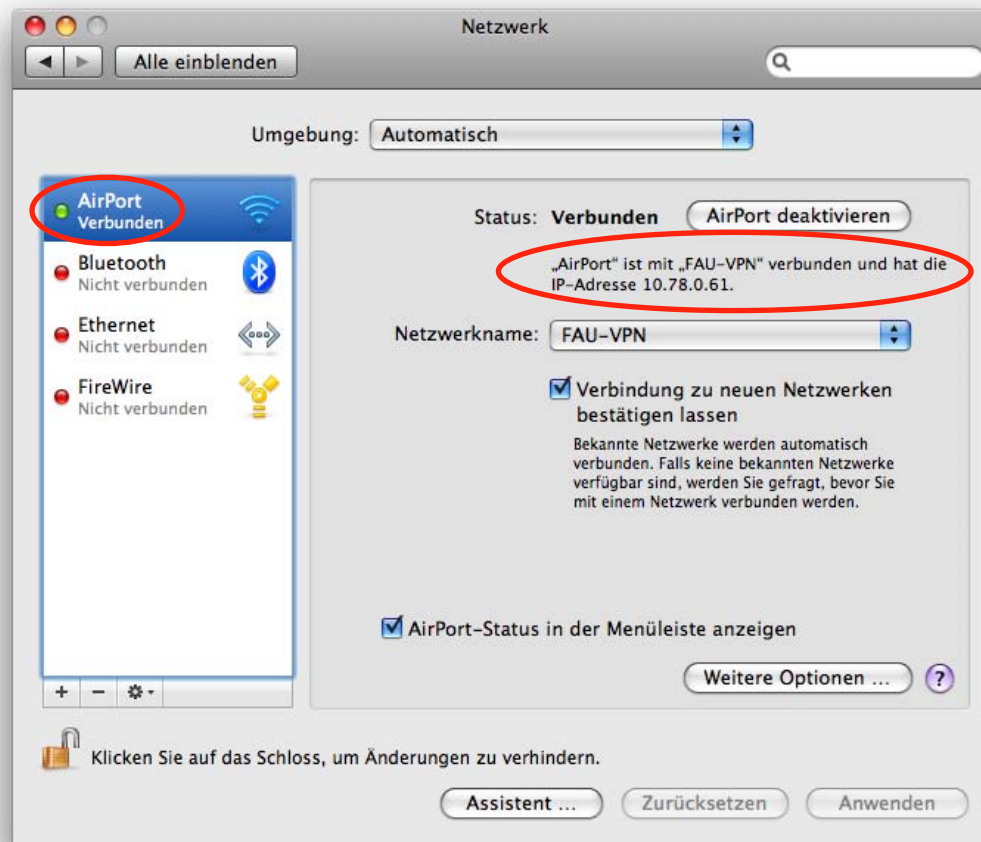 Netzwerk
Alle einblenden
Umgebung: Automatisch
AirPort
Verbunden
Bluetooth
Nicht verbunden
Ethernet
Nicht verbunden
FireWire
Nicht verbunden
Status: Verbunden AirPort deaktivieren
„AirPort“ ist mit „FAU-VPN“ verbunden und hat die
IP-Adresse 10.78.0.61.
Netzwerkname: FAU-VPN
Verbindung zu neuen Netzwerken
bestätigen lassen
Bekannte Netzwerke werden automatisch
verbunden. Falls keine bekannten Netzwerke
verfügbar sind, werden Sie gefragt, bevor Sie
mit einem Netzwerk verbunden werden.
AirPort-Status in der Menüleiste anzeigen
Weitere Optionen ... ?
Klicken Sie auf das Schloss, um Änderungen zu verhindern.
Assistent ... Zurücksetzen Anwenden